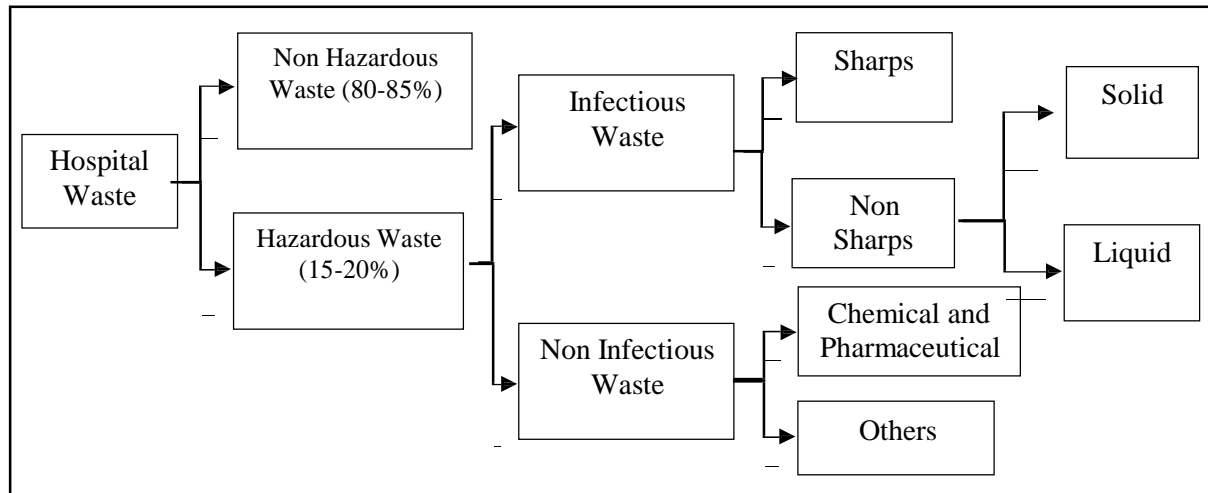 Hospital
Waste
Non Hazardous
Waste (80-85%)
Hazardous Waste
(15-20%)
Infectious
Waste
Non Infectious
Waste
Sharps
Non
Sharps
Chemical and
Pharmaceutical
Others
Solid
Liquid